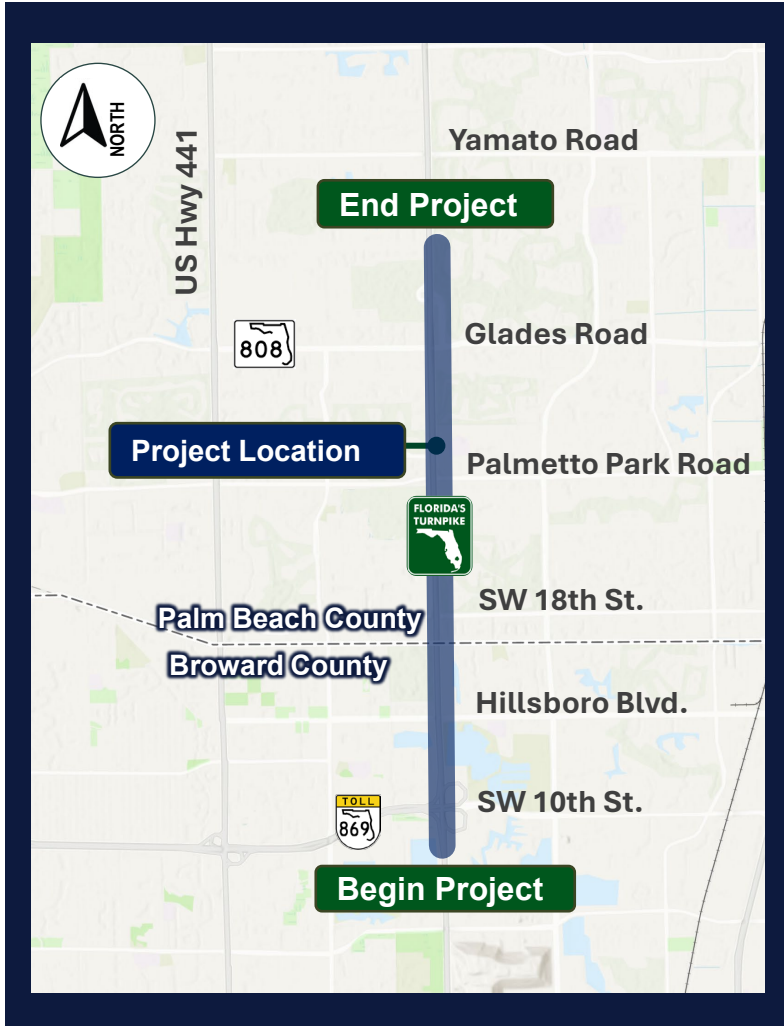 NORTH
US Hwy 441
Yamato Road
End Project
808
Glades Road
Project Location
Palmetto Park Road
FLORIDA'S
TURNPIKE
SW 18th St.
Palm Beach County
Broward County
Hillsboro Blvd.
TOLL
869
SW 10th St.
Begin Project